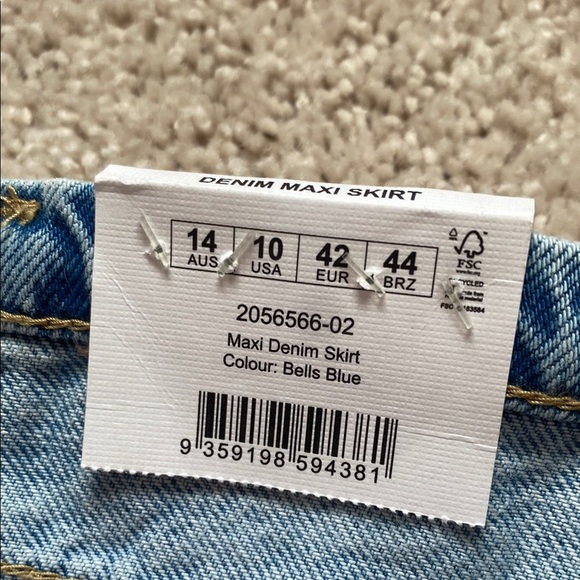 DENIM MAXI SKIRT
14 10 42 44
AUS USA EUR BRZ
FSC
2056566-02
Maxi Denim Skirt
Colour: Bells Blue
9 359198 594381